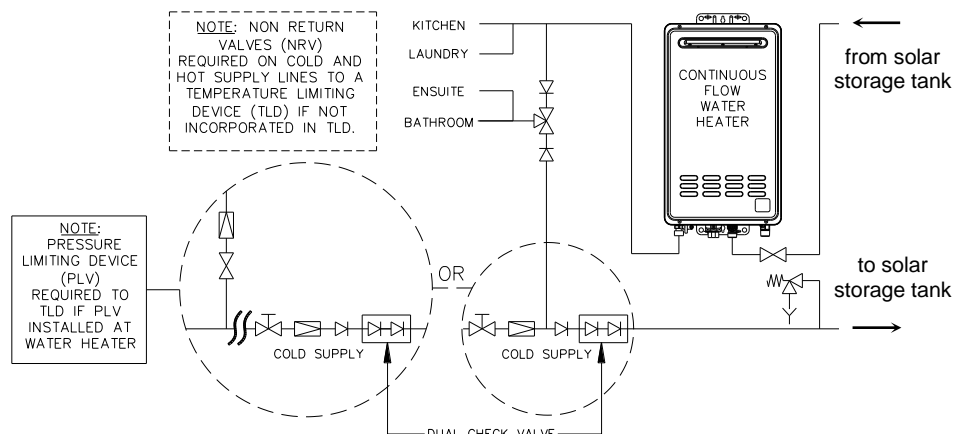 NOTE: NON RETURN
VALVES (NRV)
REQUIRED ON COLD AND
HOT SUPPLY LINES TO A
TEMPERATURE LIMITING
DEVICE (TLD) IF NOT
INCORPORATED IN TLD.
KITCHEN
LAUNDRY
ENSUITE
BATHROOM
CONTINUOUS
FLOW
WATER
HEATER
from solar
storage tank
to solar
storage tank
NOTE:
PRESSURE
LIMITING DEVICE
(PLV)
REQUIRED TO
TLD IF PLV
INSTALLED AT
WATER HEATER
OR
COLD SUPPLY
COLD SUPPLY
DUAL CHECK VALVE